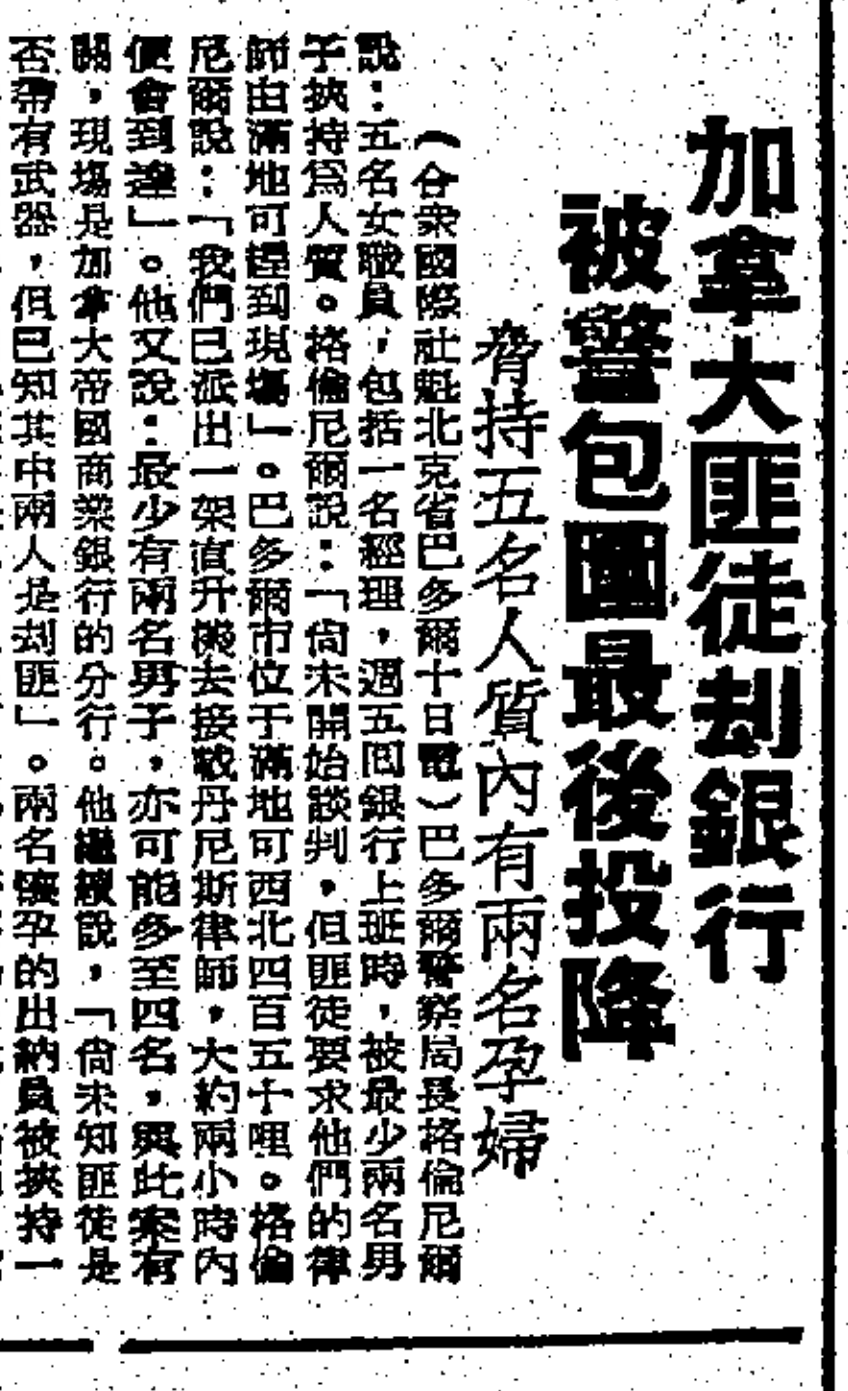 加拿大匪徒刦銀行
被警包圍最後投降
脅持五名人質內有兩名孕婦
（合衆國際社魁北克省巴多爾十日電）巴多爾警察局長格倫尼爾
說：五名女職員，包括一名經理，週五囘銀行上班時，被最少兩名男
子挾持爲人質。格倫尼爾說：「尙未開始談判，但匪徒要求他們的律
師由滿地可趕到現場」。巴多爾市位于滿地可西北四百五十哩。格倫
尼爾說：「我們已派出一架直升機去接載丹尼斯律師，大約兩小時內
便會到達」。他又說：最少有兩名男子，亦可能多至四名，與此案有
關，現場是加拿大帝國商業銀行的分行。他繼續說，「尙未知匪徒是
否帶有武器，但已知其中兩人是刦匪」。兩名懷孕的出納員被挾持一